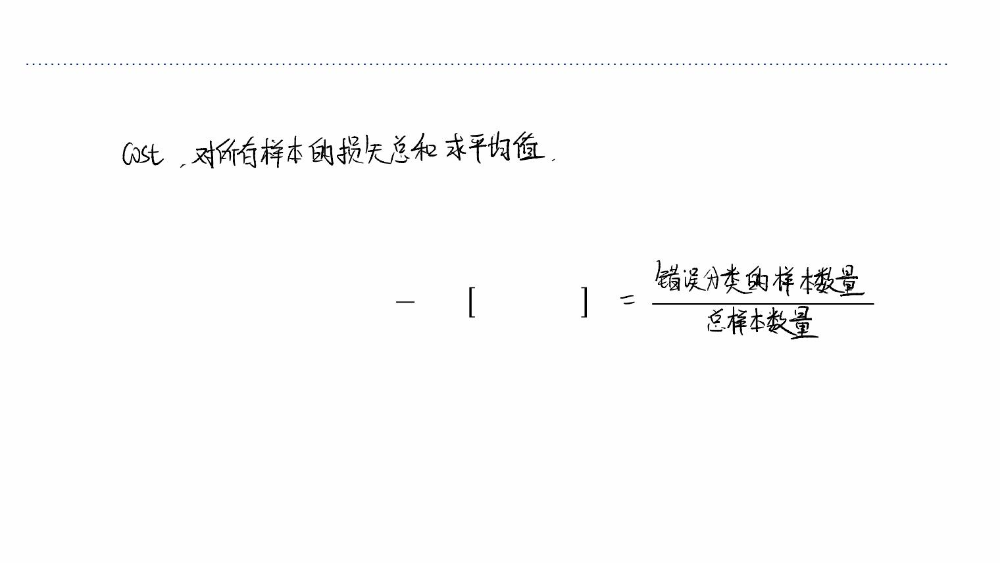 Cost、对所有样本的损失总和求平均值.
— [ ] = 错误分类的样本数量
总样本数量